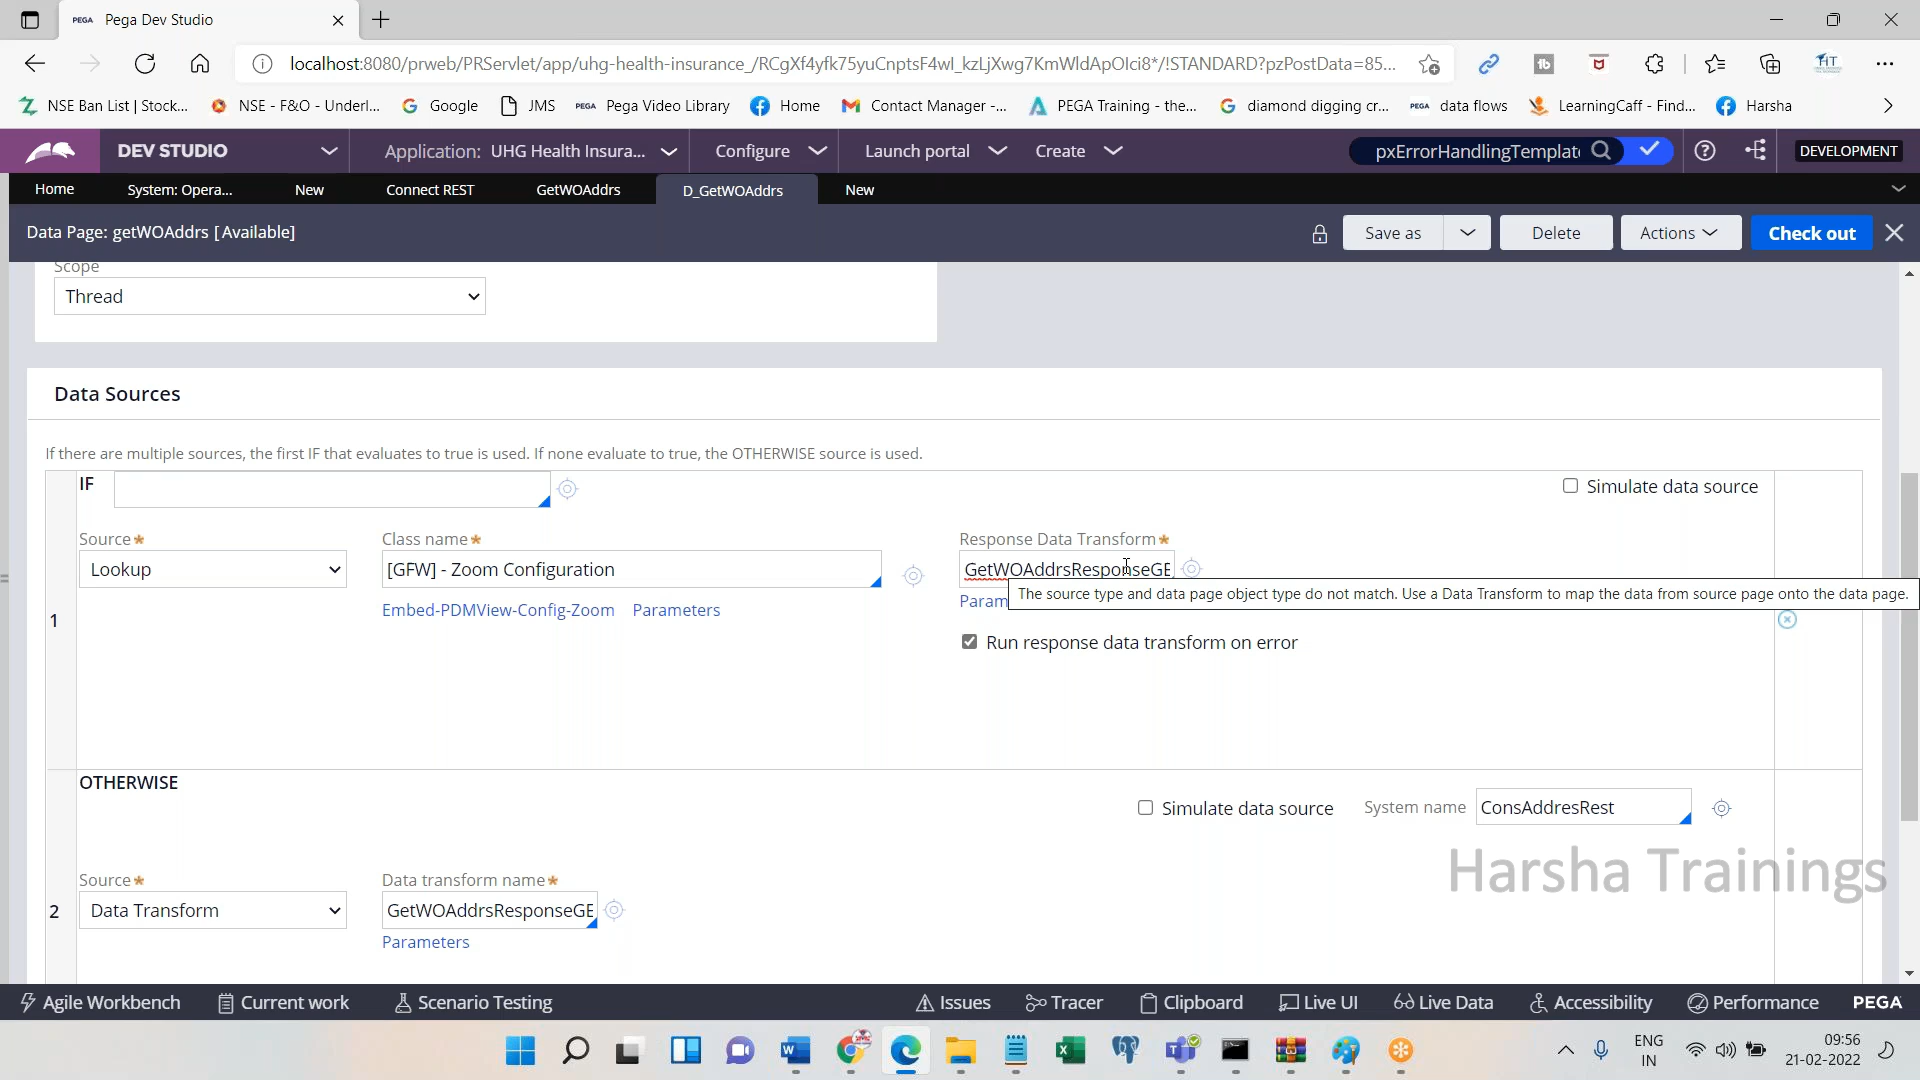 PEGA Pega Dev Studio
localhost:8080/prweb/PRServlet/app/uhg-health-insurance_/RCgXf4yfk75yuCnptsF4wI_kzLjXwg7KmWldApOIci8*/!STANDARD?pzPostData=85...
NSE Ban List | Stock... NSE - F&O - Underl... Google JMS PEGA Pega Video Library Home Contact Manager -... PEGA Training - the... diamond digging cr... PEGA data flows LearningCaff - Find... Harsha
DEV STUDIO Application: UHG Health Insura... Configure Launch portal Create pxErrorHandlingTemplate DEVELOPMENT
Home System: Opera... New Connect REST GetWOAddrs D_GetWOAddrs New
Data Page: getWOAddrs [Available] Save as Delete Actions Check out
Scope
Thread
Data Sources
If there are multiple sources, the first IF that evaluates to true is used. If none evaluate to true, the OTHERWISE source is used.
IF Simulate data source
Source* Class name* Response Data Transform*
Lookup [GFW] - Zoom Configuration GetWOAddrsResponseGE
Embed-PDMView-Config-Zoom Parameters Param
The source type and data page object type do not match. Use a Data Transform to map the data from source page onto the data page.
1
Run response data transform on error
OTHERWISE
Simulate data source System name ConsAddresRest
Harsha Trainings
Source* Data transform name*
2 Data Transform GetWOAddrsResponseGE
Parameters
Agile Workbench Current work Scenario Testing Issues Tracer Clipboard Live UI Live Data Accessibility Performance PEGA
ENG
IN
09:56
21-02-2022